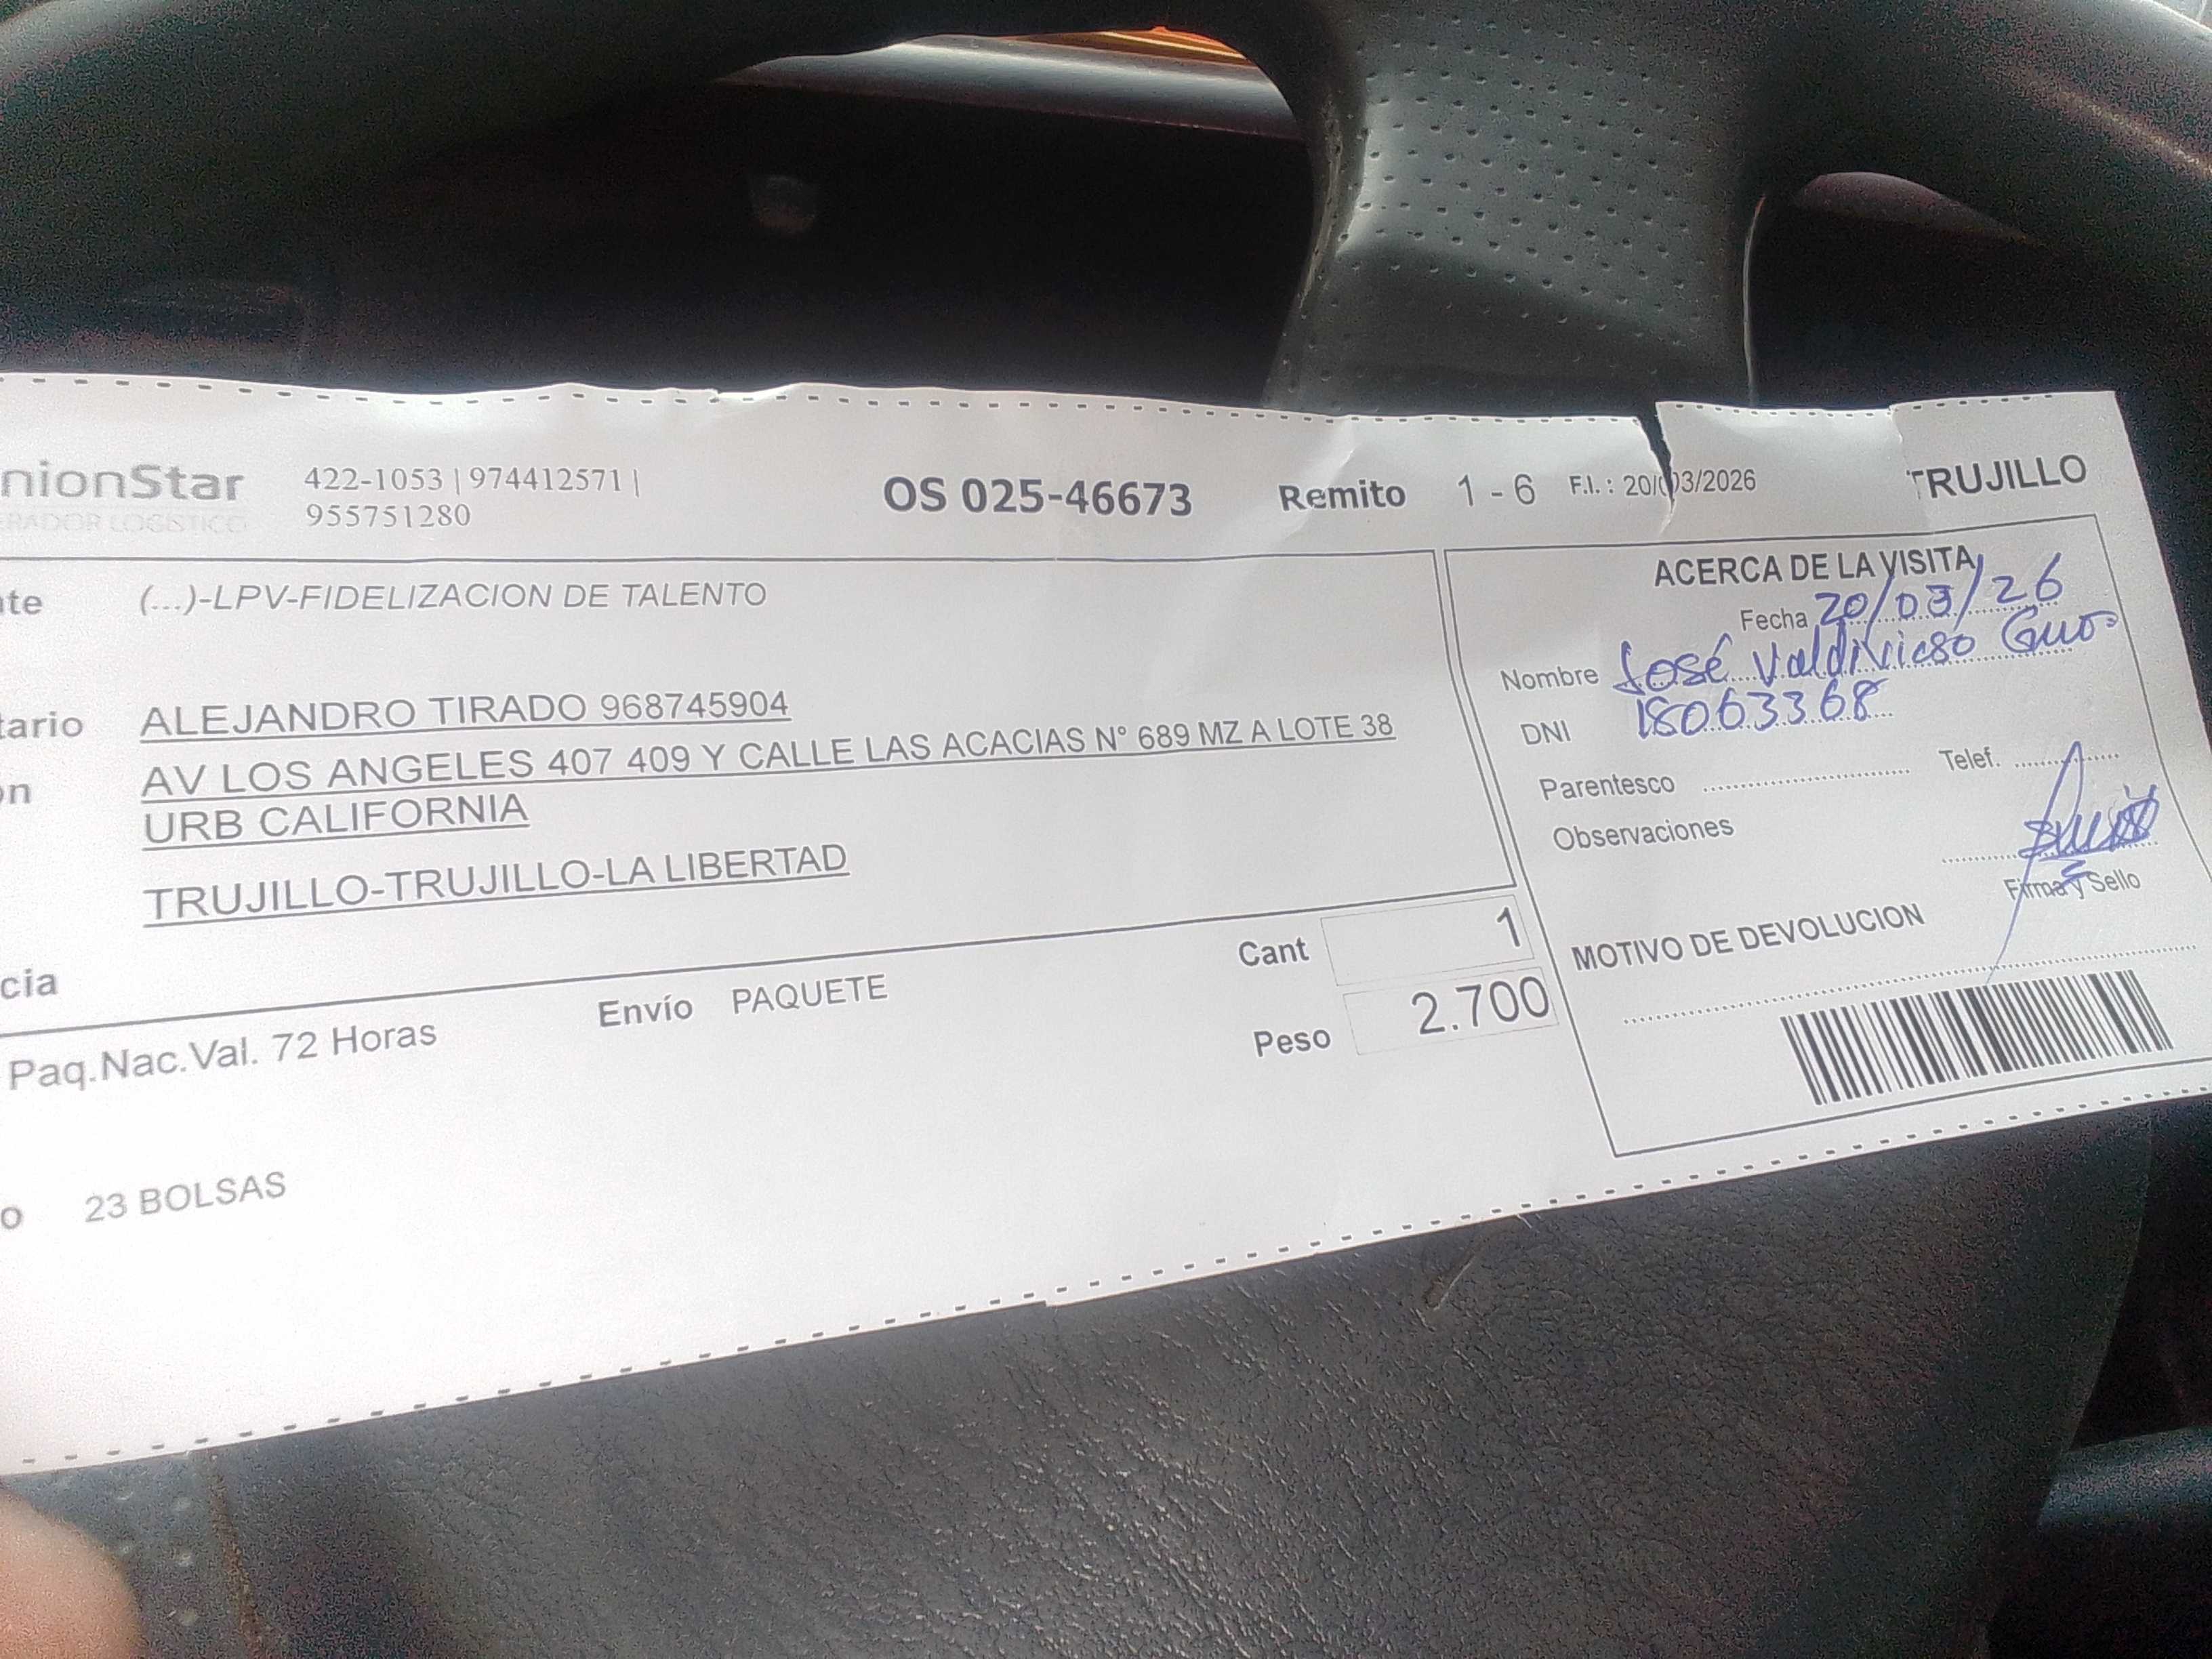 nionStar
RADOR LOGISTICO
422-1053 | 974412571 |
955751280
OS 025-46673
Remito 1 - 6 F.I.: 20/03/2026
TRUJILLO
te (...)-LPV-FIDELIZACION DE TALENTO
tario ALEJANDRO TIRADO 968745904
on AV LOS ANGELES 407 409 Y CALLE LAS ACACIAS N° 689 MZ A LOTE 38
URB CALIFORNIA
TRUJILLO-TRUJILLO-LA LIBERTAD
cia
Paq.Nac.Val. 72 Horas
Envío PAQUETE
Cant 1
Peso 2.700
o 23 BOLSAS
ACERCA DE LA VISITA
Fecha 20/03/26
Nombre José Valdivieso
DNI 18063368
Parentesco Telef.
Observaciones
Firma y Sello
MOTIVO DE DEVOLUCION